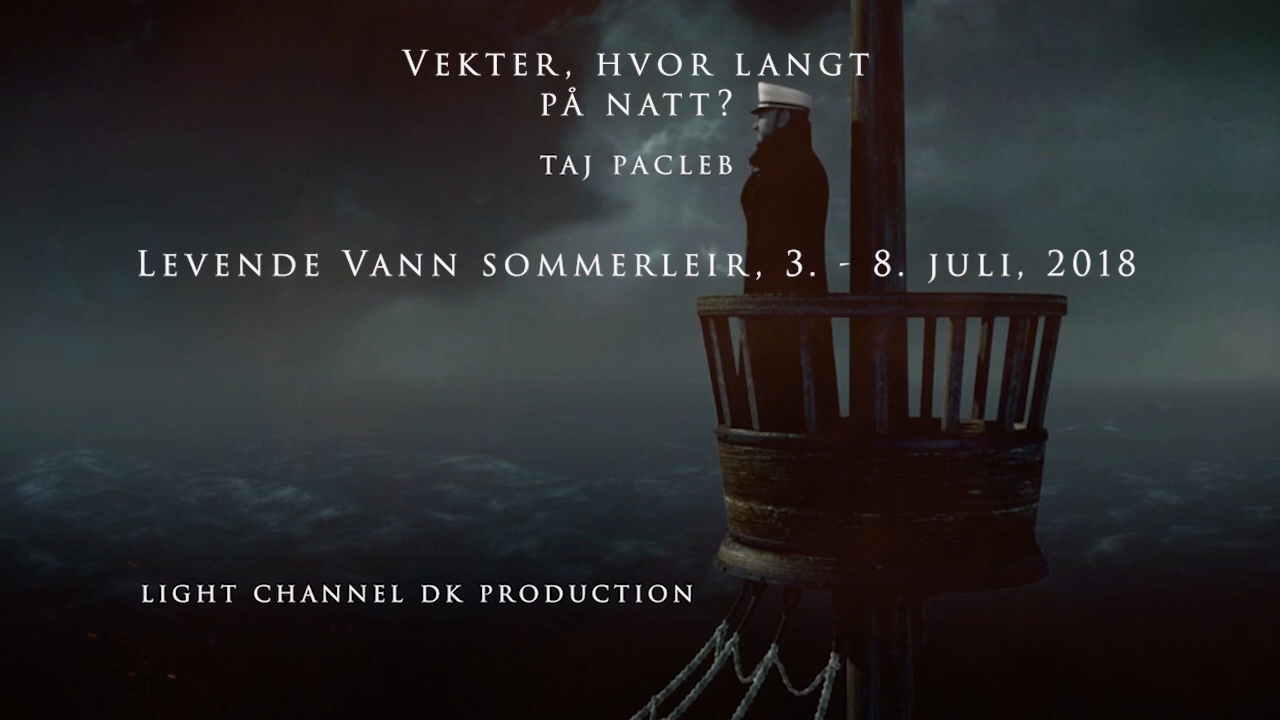 Vekter, hvor langt
på natt?
Taj Pacleb
Levende Vann sommerleir, 3. - 8. juli, 2018
Light Channel DK Production